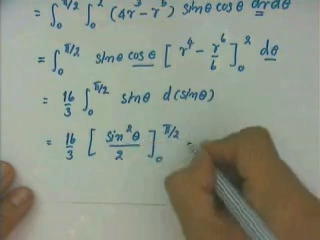 = ∫₀^π/2 ∫₀² (4r³ − r⁵) sinθ cosθ dr dθ
= ∫₀^π/2 sinθ cosθ [ r⁴ − r⁶/6 ]₀² dθ
= 16/3 ∫₀^π/2 sinθ d(sinθ)
= 16/3 [ sin²θ/2 ]₀^π/2